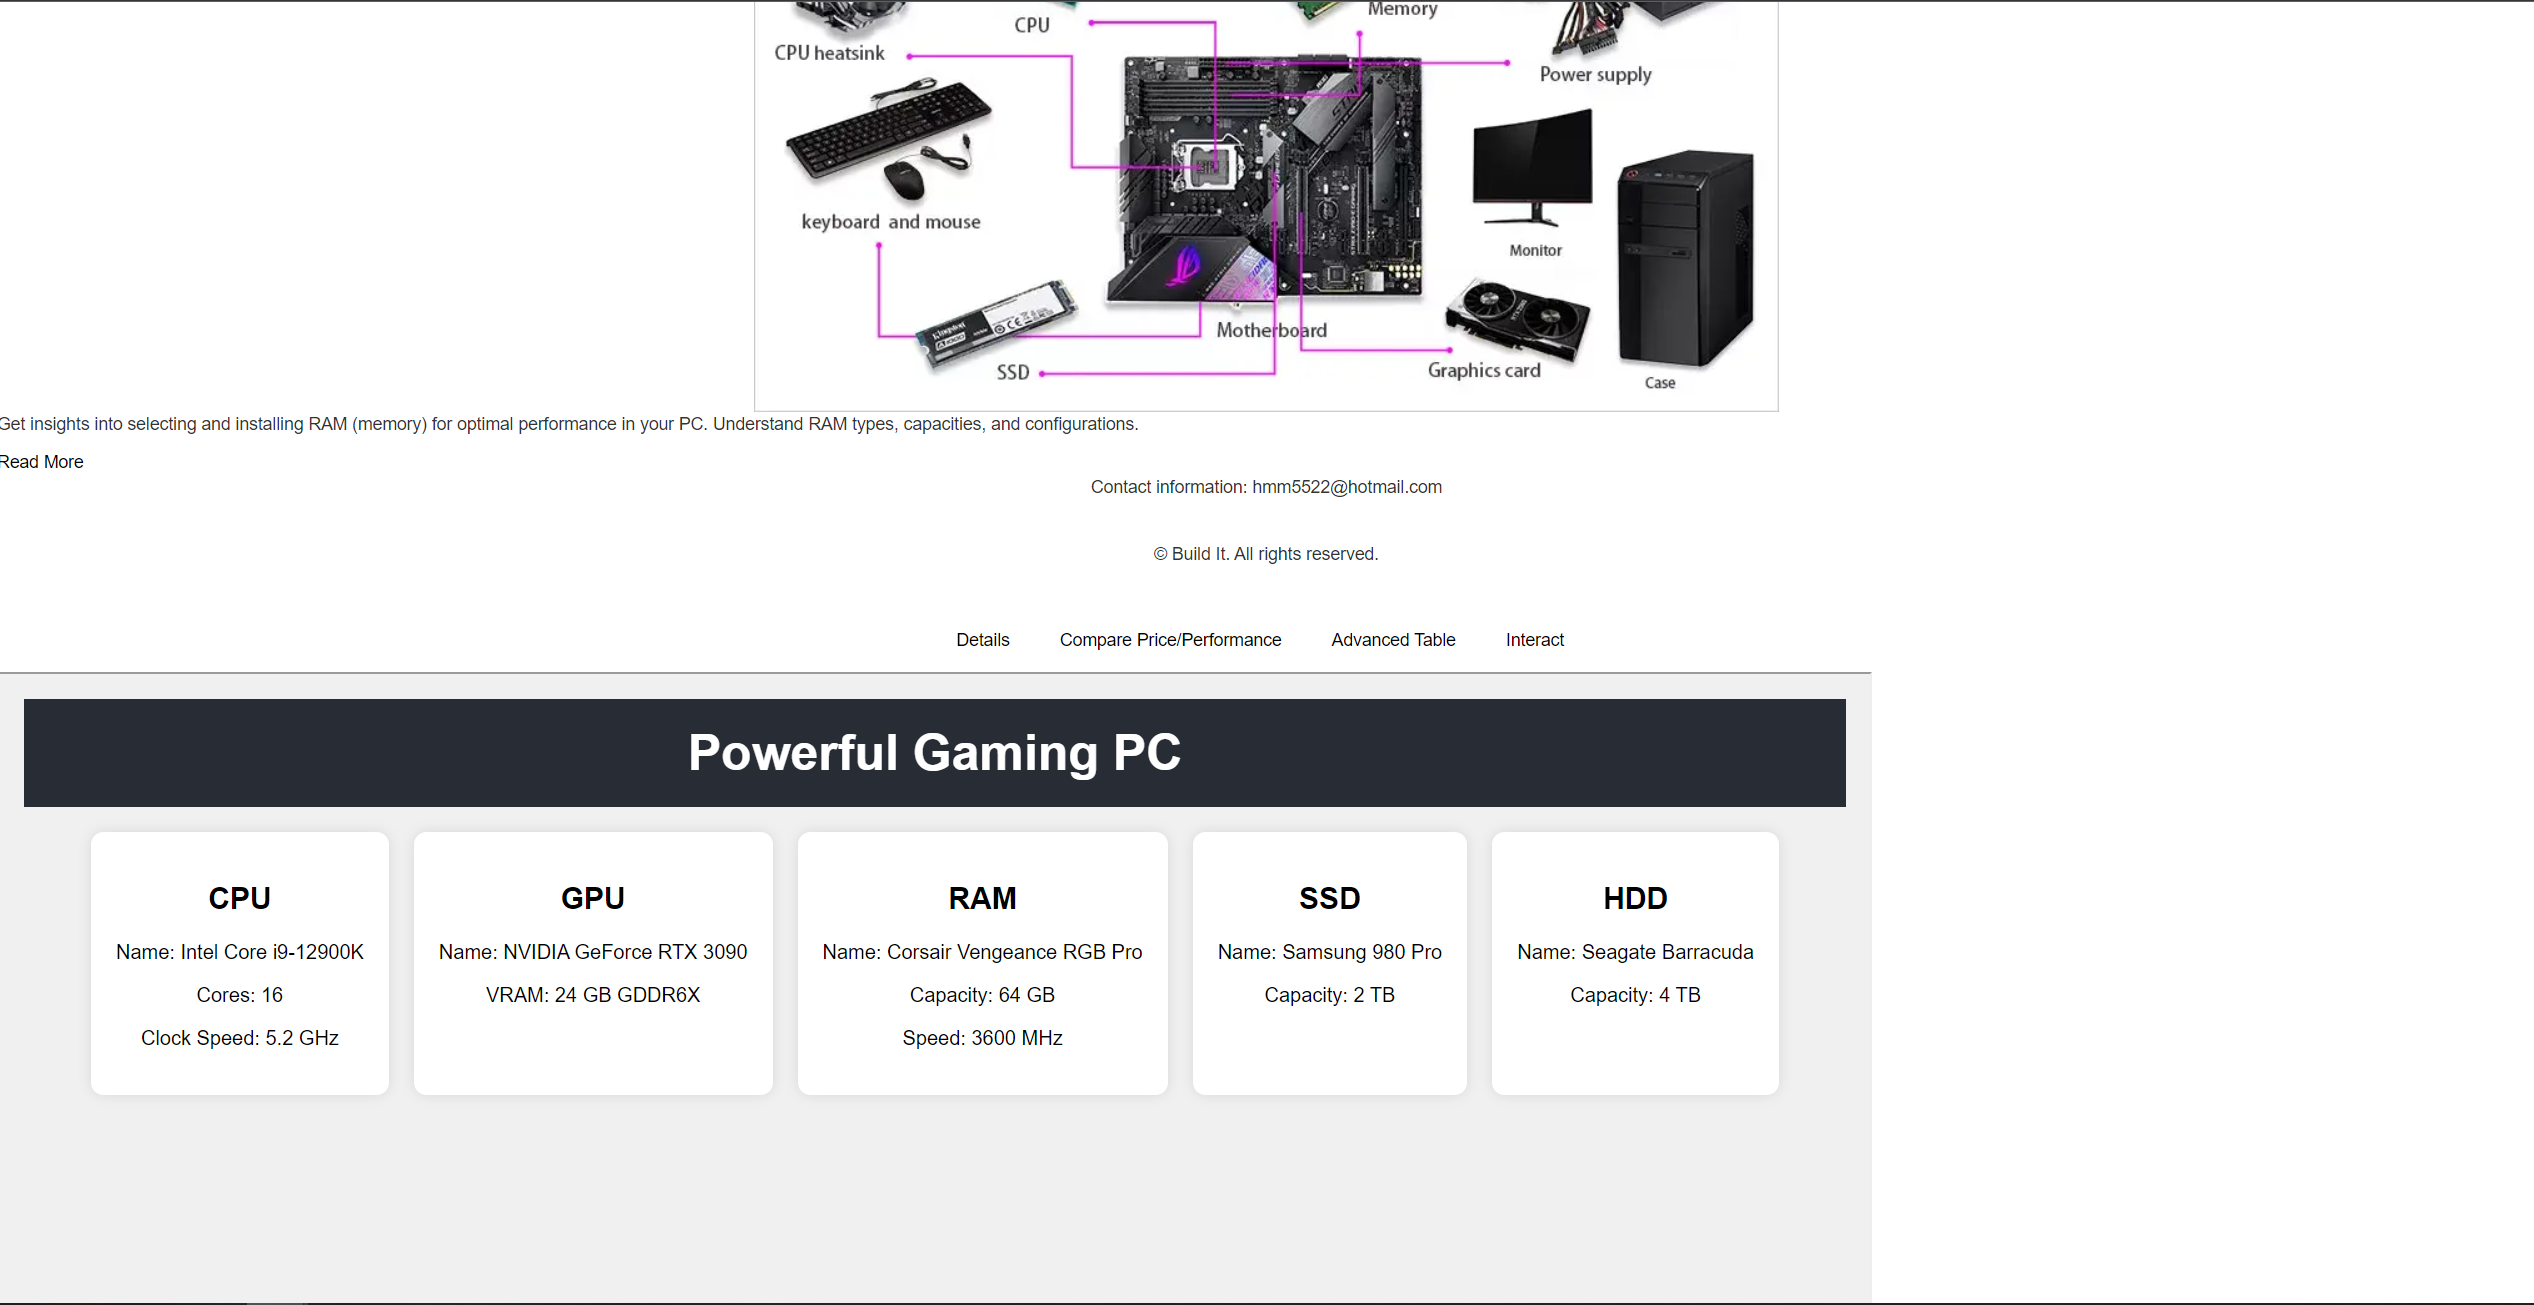 Memory
CPU
CPU heatsink
Power supply
keyboard and mouse
Monitor
Kingston
A1000
Motherboard
Graphics card
SSD
Case
Get insights into selecting and installing RAM (memory) for optimal performance in your PC. Understand RAM types, capacities, and configurations.
Read More
Contact information: hmm5522@hotmail.com
© Build It. All rights reserved.
Details Compare Price/Performance Advanced Table Interact
Powerful Gaming PC
CPU
Name: Intel Core i9-12900K
Cores: 16
Clock Speed: 5.2 GHz
GPU
Name: NVIDIA GeForce RTX 3090
VRAM: 24 GB GDDR6X
RAM
Name: Corsair Vengeance RGB Pro
Capacity: 64 GB
Speed: 3600 MHz
SSD
Name: Samsung 980 Pro
Capacity: 2 TB
HDD
Name: Seagate Barracuda
Capacity: 4 TB